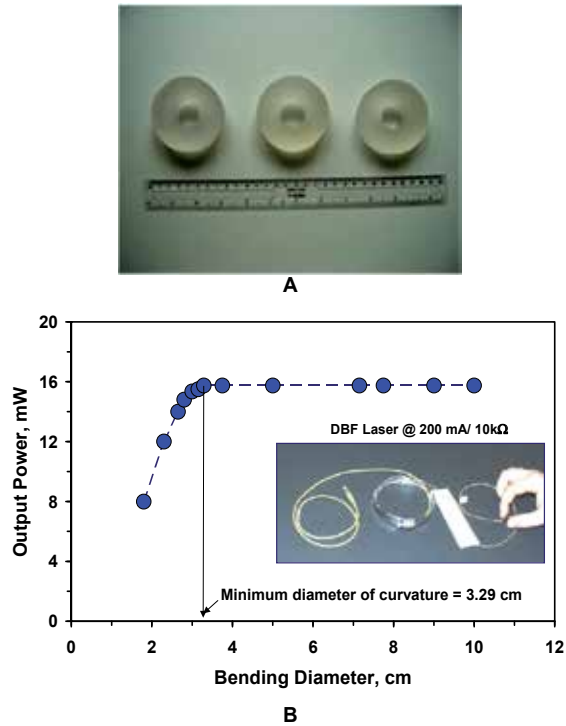 A
20
16
12
8
4
0
Output Power, mW
DBF Laser @ 200 mA/ 10kΩ
Minimum diameter of curvature = 3.29 cm
0 2 4 6 8 10 12
Bending Diameter, cm
B